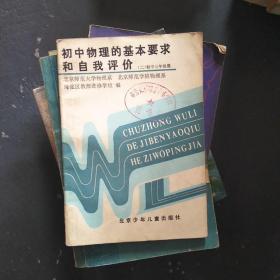 初中物理的基本要求
和自我评价 (二)初中三年级用
北京师范大学物理系 北京师范学院物理系
海淀区教师进修学校 编
CHUZHONG WULI
DE JIBENYAOQIU
HE ZIWOPINGJIA
北京少年儿童出版社